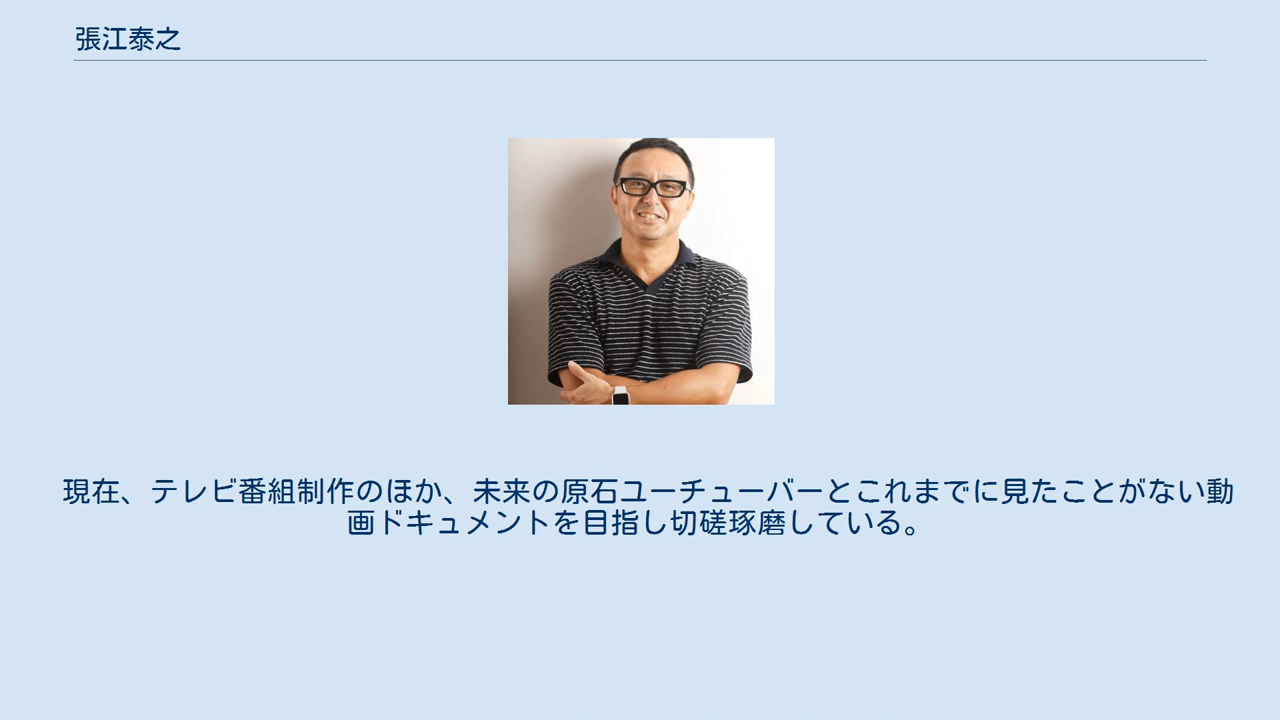 張江泰之
現在、テレビ番組制作のほか、未来の原石ユーチューバーとこれまでに見たことがない動
画ドキュメントを目指し切磋琢磨している。